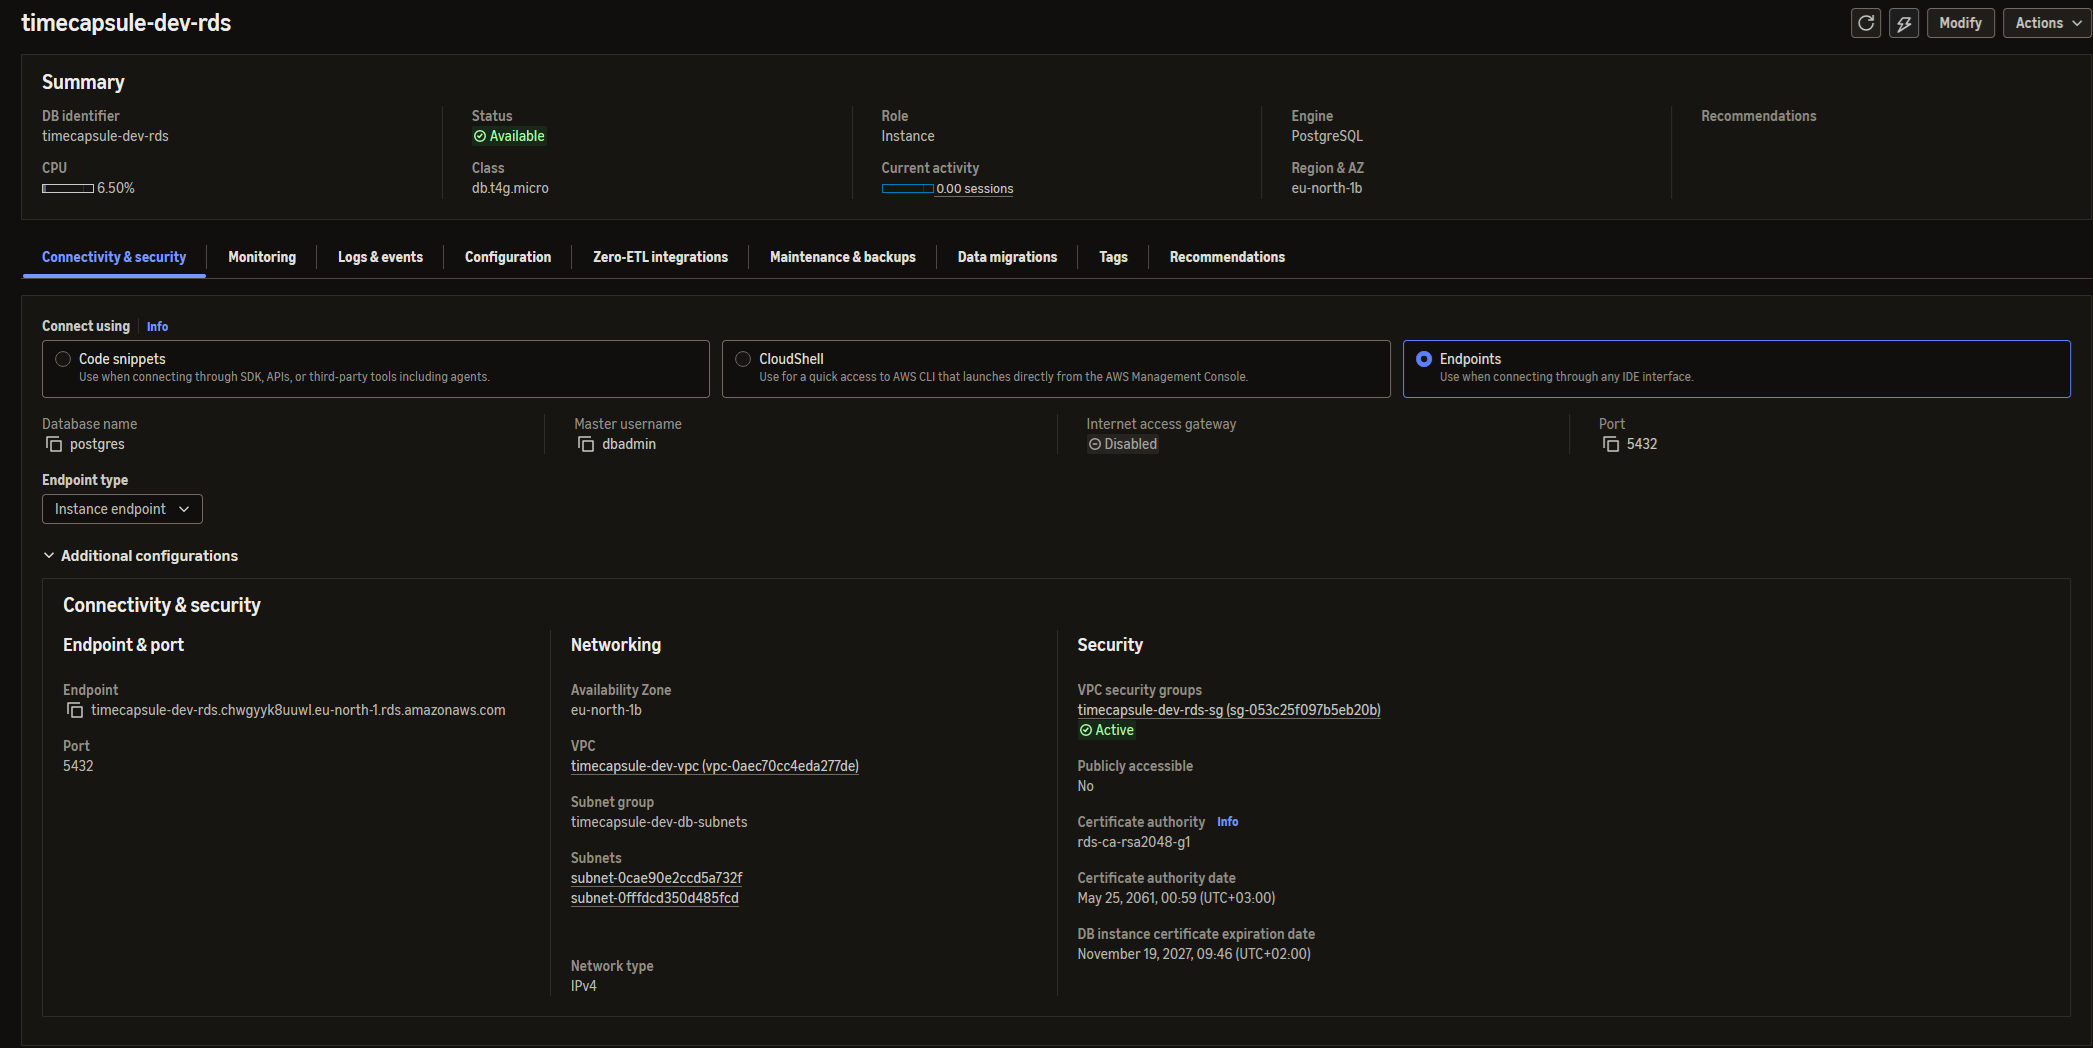 timecapsule-dev-rds
Modify
Actions
Summary
DB identifier
timecapsule-dev-rds
Status
Available
Role
Instance
Engine
PostgreSQL
Recommendations
CPU
6.50%
Class
db.t4g.micro
Current activity
0.00 sessions
Region & AZ
eu-north-1b
Connectivity & security
Monitoring
Logs & events
Configuration
Zero-ETL integrations
Maintenance & backups
Data migrations
Tags
Recommendations
Connect using
Info
Code snippets
Use when connecting through SDK, APIs, or third-party tools including agents.
CloudShell
Use for a quick access to AWS CLI that launches directly from the AWS Management Console.
Endpoints
Use when connecting through any IDE interface.
Database name
postgres
Master username
dbadmin
Internet access gateway
Disabled
Port
5432
Endpoint type
Instance endpoint
Additional configurations
Connectivity & security
Endpoint & port
Endpoint
timecapsule-dev-rds.chwgyyk8uuwl.eu-north-1.rds.amazonaws.com
Port
5432
Networking
Availability Zone
eu-north-1b
VPC
timecapsule-dev-vpc (vpc-0aec70cc4eda277de)
Subnet group
timecapsule-dev-db-subnets
Subnets
subnet-0cae90e2ccd5a732f
subnet-0fffdcd350d485fcd
Network type
IPv4
Security
VPC security groups
timecapsule-dev-rds-sg (sg-053c25f097b5eb20b)
Active
Publicly accessible
No
Certificate authority
Info
rds-ca-rsa2048-g1
Certificate authority date
May 25, 2061, 00:59 (UTC+03:00)
DB instance certificate expiration date
November 19, 2027, 09:46 (UTC+02:00)